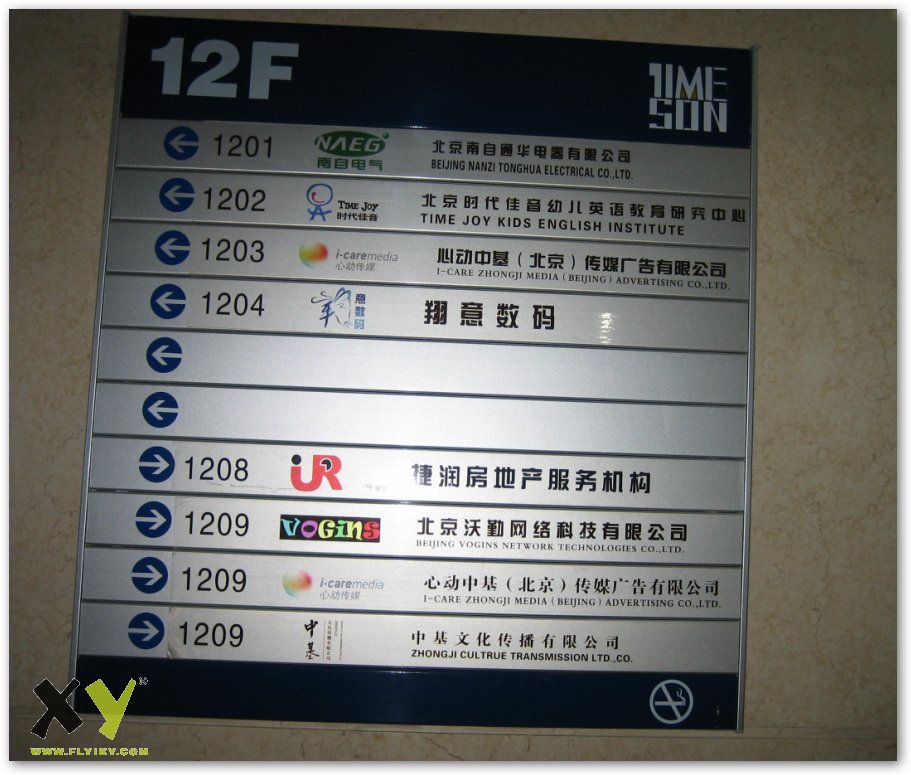 12F
TIME
SON
1201
NAEG
南自电气
北京南自通华电器有限公司
BEIJING NANZI TONGHUA ELECTRICAL CO.,LTD.
1202
TIME JOY
时代佳音
北京时代佳音幼儿英语教育研究中心
TIME JOY KIDS ENGLISH INSTITUTE
1203
i-caremedia
心动传媒
心动中基（北京）传媒广告有限公司
I-CARE ZHONGJI MEDIA (BEIJING) ADVERTISING CO.,LTD.
1204
翔
意
数
码
翔意数码
1208
JR
捷润房地产服务机构
1209
VOGINS
北京沃勤网络科技有限公司
BEIJING VOGINS NETWORK TECHNOLOGIES CO.,LTD.
1209
i-caremedia
心动传媒
心动中基（北京）传媒广告有限公司
I-CARE ZHONGJI MEDIA (BEIJING) ADVERTISING CO.,LTD.
1209
中基
中基文化传播有限公司
ZHONGJI CULTRUE TRANSMISSION LTD.,CO.
XY®
WWW.FLYIKY.COM